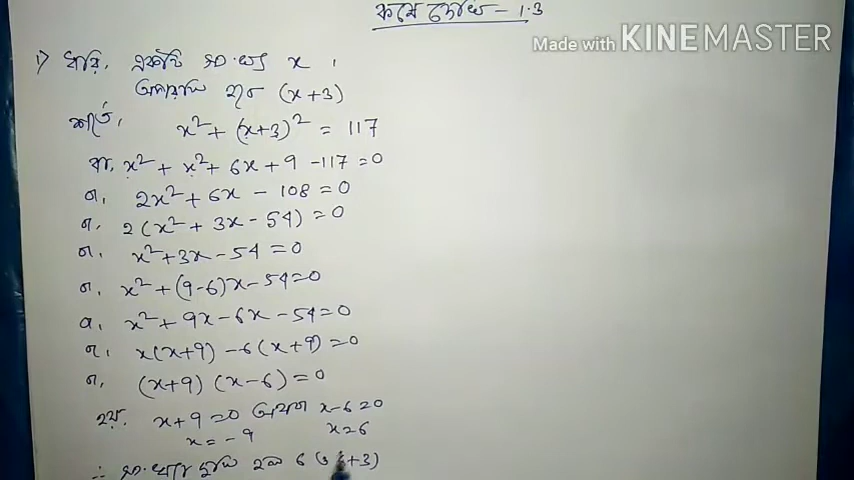 কষে দেখি - 1.3
Made with KINEMASTER
1) ধরি, একটি সংখ্যা x ।
অপরটি হল (x+3)
শর্তে, x² + (x+3)² = 117
বা, x² + x² + 6x + 9 - 117 = 0
বা, 2x² + 6x - 108 = 0
বা, 2(x² + 3x - 54) = 0
বা, x² + 3x - 54 = 0
বা, x² + (9-6)x - 54 = 0
বা, x² + 9x - 6x - 54 = 0
বা, x(x+9) - 6(x+9) = 0
বা, (x+9) (x-6) = 0
হয়, x+9 = 0 অথবা x-6 = 0
x = -9 x = 6
∴ সংখ্যা দুটি হল 6 ও +3)